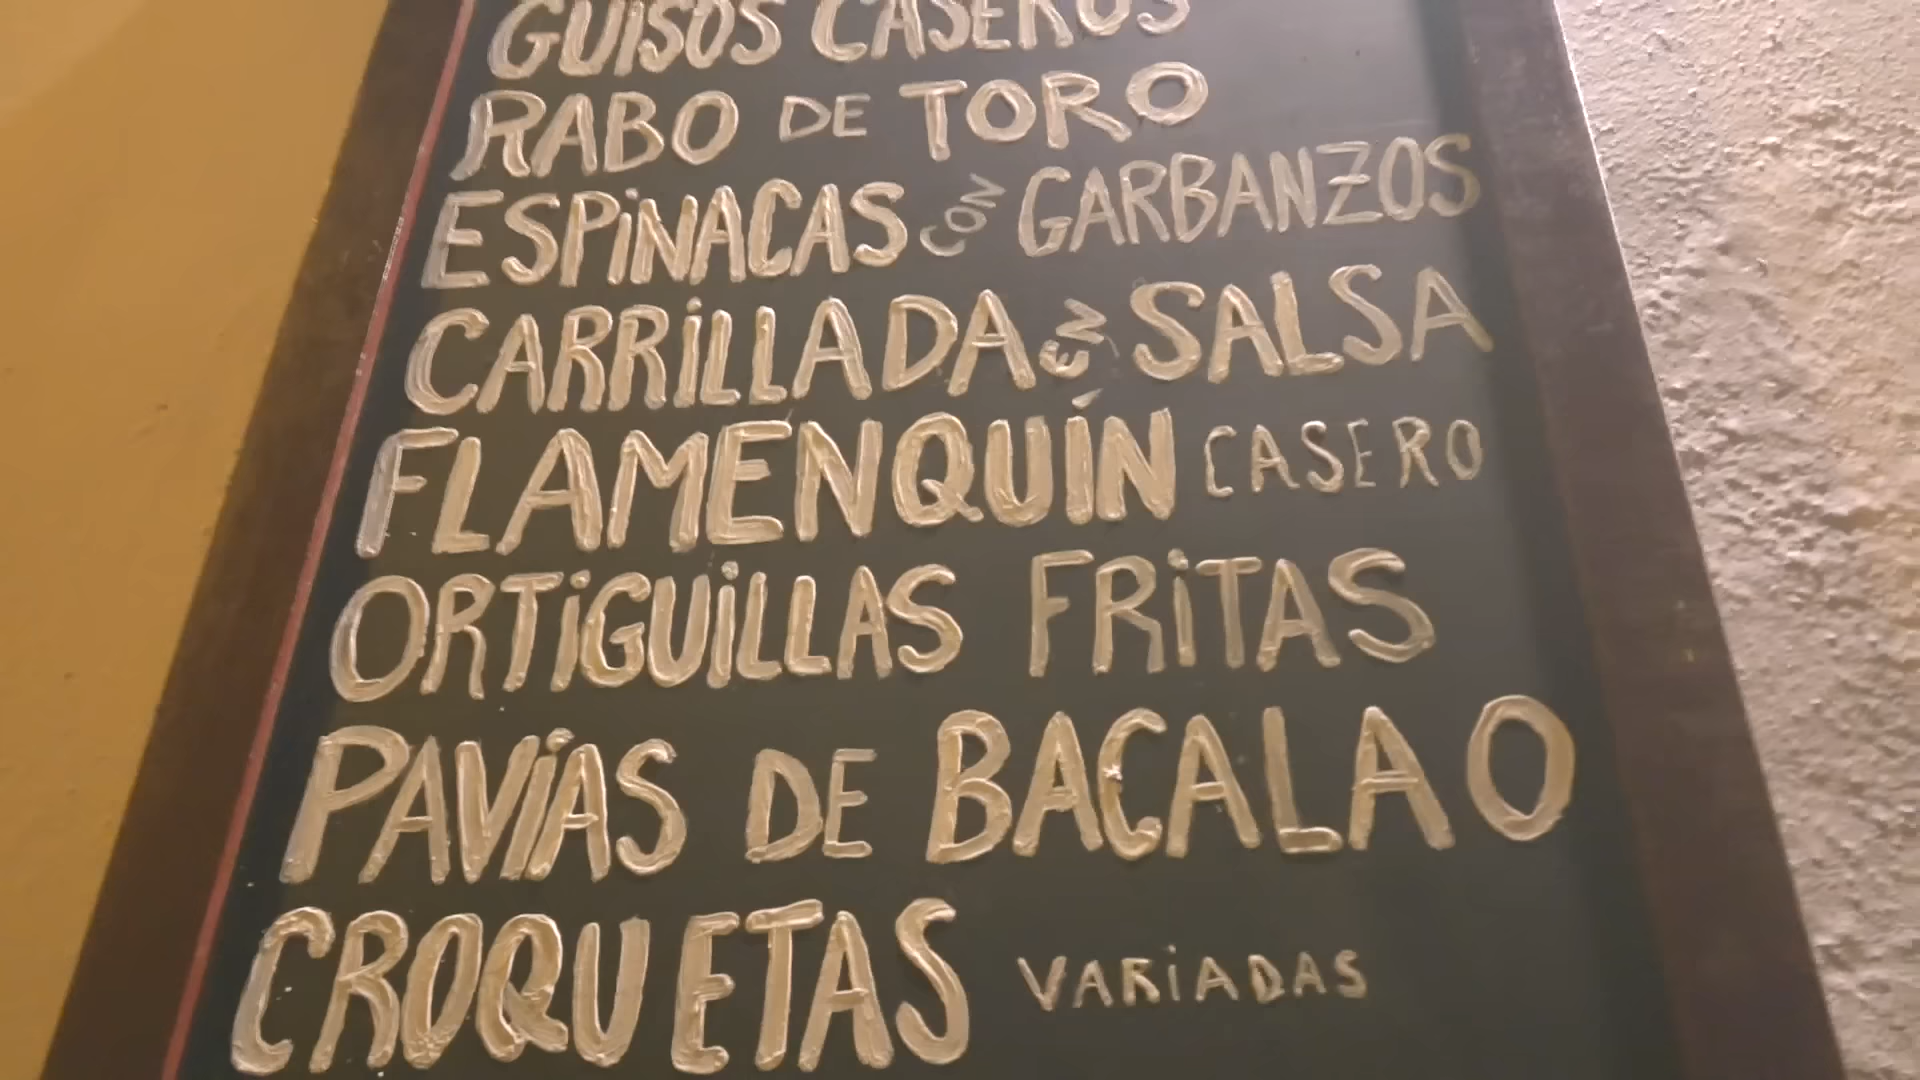 GUISOS CASEROS
RABO DE TORO
ESPINACAS CON GARBANZOS
CARRILLADA EN SALSA
FLAMENQUÍN CASERO
ORTIGUILLAS FRITAS
PAVIAS DE BACALAO
CROQUETAS VARIADAS